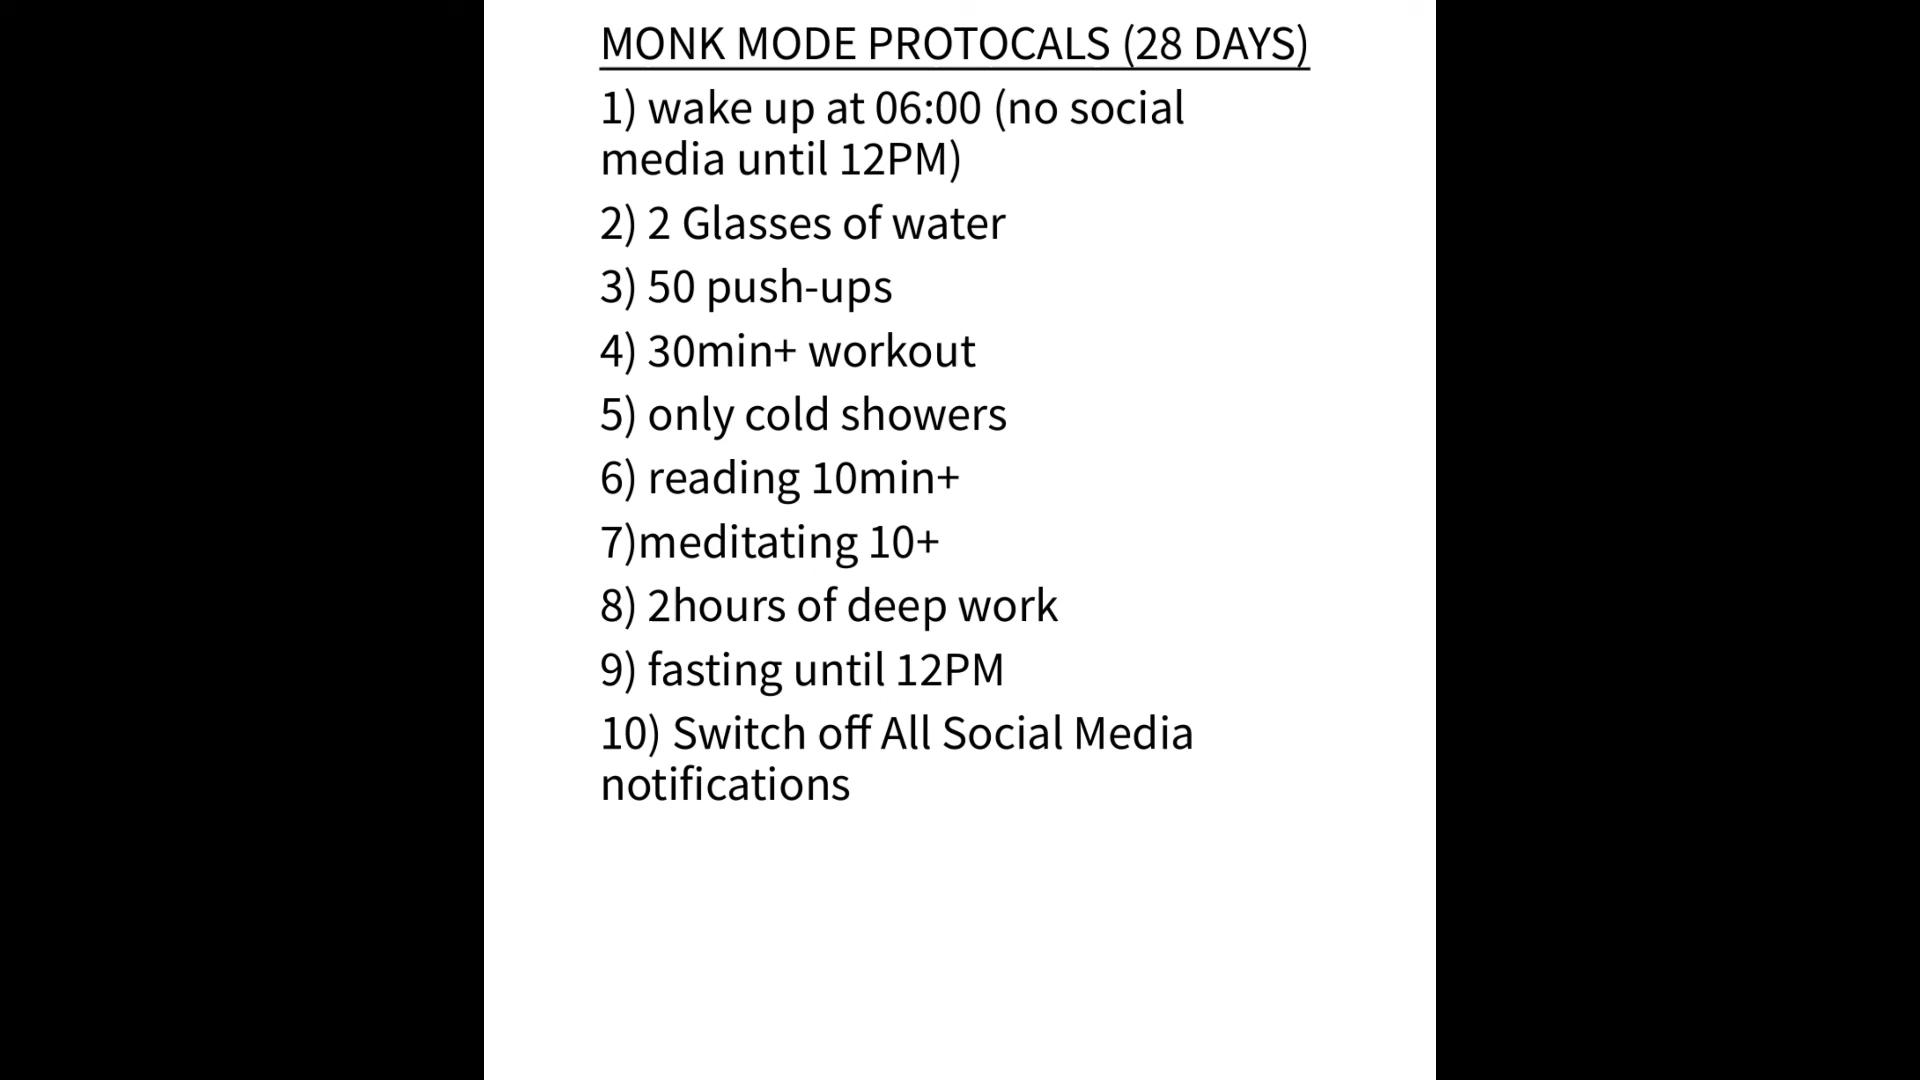 MONK MODE PROTOCALS (28 DAYS)
1) wake up at 06:00 (no social
media until 12PM)
2) 2 Glasses of water
3) 50 push-ups
4) 30min+ workout
5) only cold showers
6) reading 10min+
7)meditating 10+
8) 2hours of deep work
9) fasting until 12PM
10) Switch off All Social Media
notifications